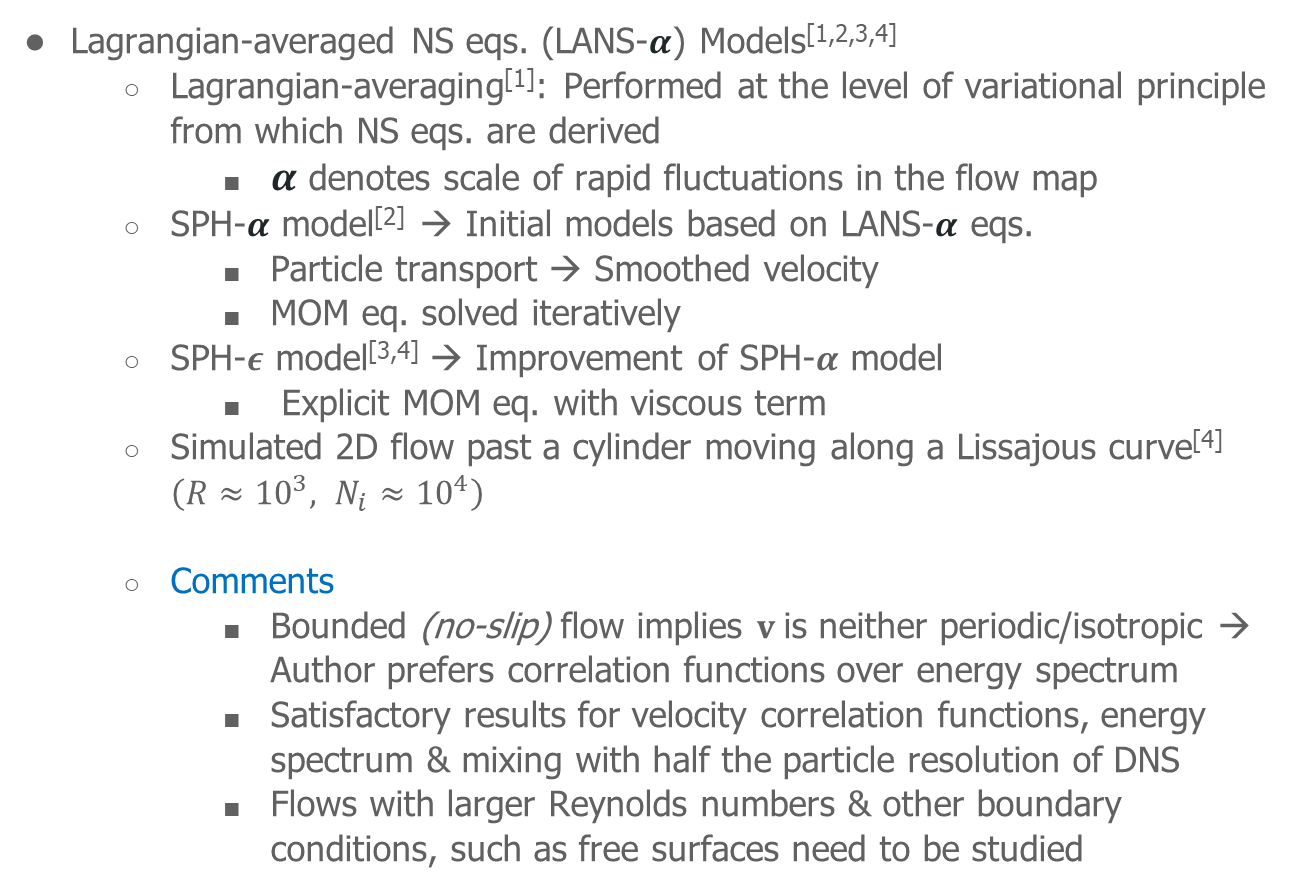 ● Lagrangian-averaged NS eqs. (LANS-𝜶) Models[1,2,3,4]
○ Lagrangian-averaging[1]: Performed at the level of variational principle
from which NS eqs. are derived
■ 𝜶 denotes scale of rapid fluctuations in the flow map
○ SPH-𝜶 model[2] → Initial models based on LANS-𝜶 eqs.
■ Particle transport → Smoothed velocity
■ MOM eq. solved iteratively
○ SPH-𝝐 model[3,4] → Improvement of SPH-𝜶 model
■ Explicit MOM eq. with viscous term
○ Simulated 2D flow past a cylinder moving along a Lissajous curve[4]
(𝑅 ≈ 10³, 𝑁ᵢ ≈ 10⁴)
○ Comments
■ Bounded (no-slip) flow implies 𝐯 is neither periodic/isotropic →
Author prefers correlation functions over energy spectrum
■ Satisfactory results for velocity correlation functions, energy
spectrum & mixing with half the particle resolution of DNS
■ Flows with larger Reynolds numbers & other boundary
conditions, such as free surfaces need to be studied